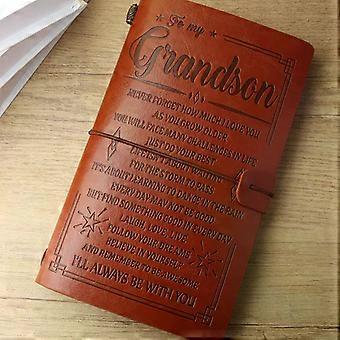 To my
Grandson
NEVER FORGET HOW MUCH I LOVE YOU
AS YOU GROW OLDER
YOU WILL FACE MANY CHALLENGES IN LIFE
JUST DO YOUR BEST
LIFE ISN'T ABOUT WAITING
FOR THE STORM TO PASS
IT'S ABOUT LEARNING TO DANCE IN THE RAIN
EVERY DAY MAY NOT BE GOOD
BUT FIND SOMETHING GOOD IN EVERY DAY
LAUGH, LOVE, LIVE
FOLLOW YOUR DREAMS
BELIEVE IN YOURSELF
AND REMEMBER TO BE AWESOME
I'LL ALWAYS BE WITH YOU